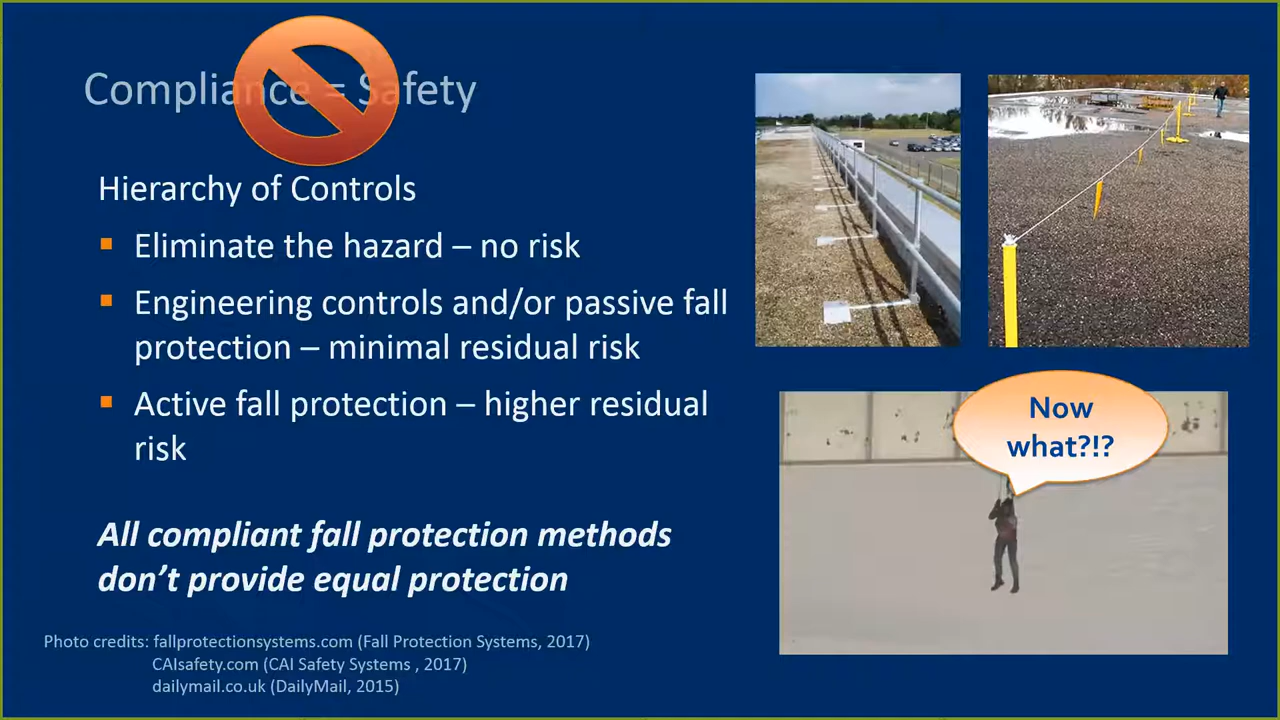 Compliance = Safety
Hierarchy of Controls
Eliminate the hazard – no risk
Engineering controls and/or passive fall
protection – minimal residual risk
Active fall protection – higher residual
risk
All compliant fall protection methods
don’t provide equal protection
Now
what?!?
Photo credits: fallprotectionsystems.com (Fall Protection Systems, 2017)
CAIsafety.com (CAI Safety Systems , 2017)
dailymail.co.uk (DailyMail, 2015)